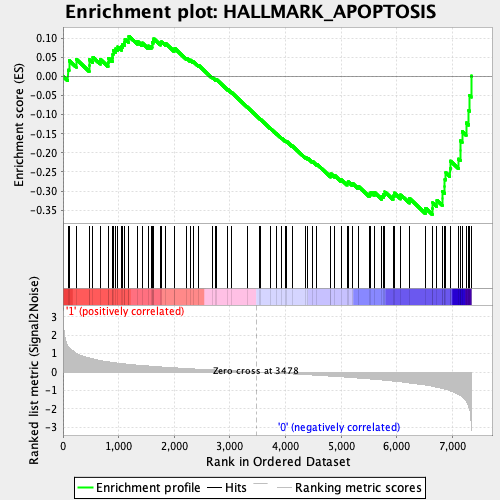 Enrichment plot: HALLMARK_APOPTOSIS
Enrichment score (ES)
0.10
0.05
0.00
-0.05
-0.10
-0.15
-0.20
-0.25
-0.30
-0.35
'1' (positively correlated)
Ranked list metric (Signal2Noise)
3
2
1
0
-1
-2
-3
Zero cross at 3478
'0' (negatively correlated)
0
1,000
2,000
3,000
4,000
5,000
6,000
7,000
Rank in Ordered Dataset
Enrichment profile
Hits
Ranking metric scores